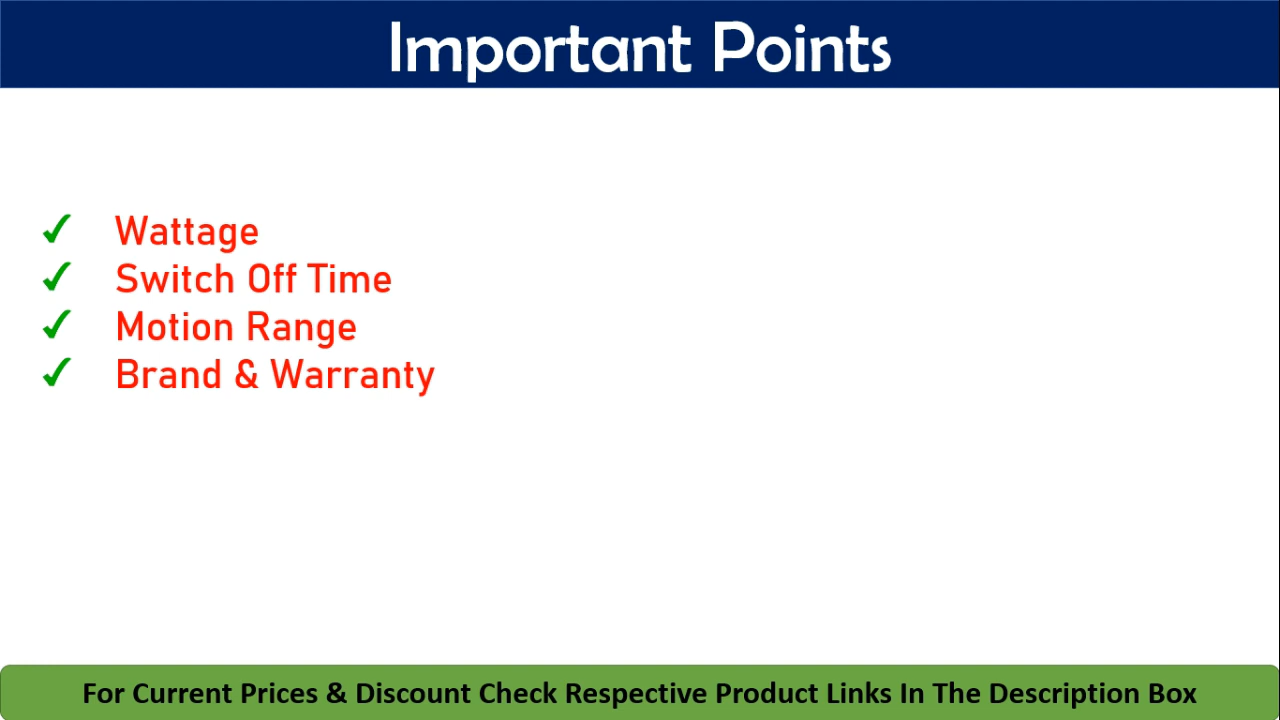 Important Points
✓ Wattage
✓ Switch Off Time
✓ Motion Range
✓ Brand & Warranty
For Current Prices & Discount Check Respective Product Links In The Description Box